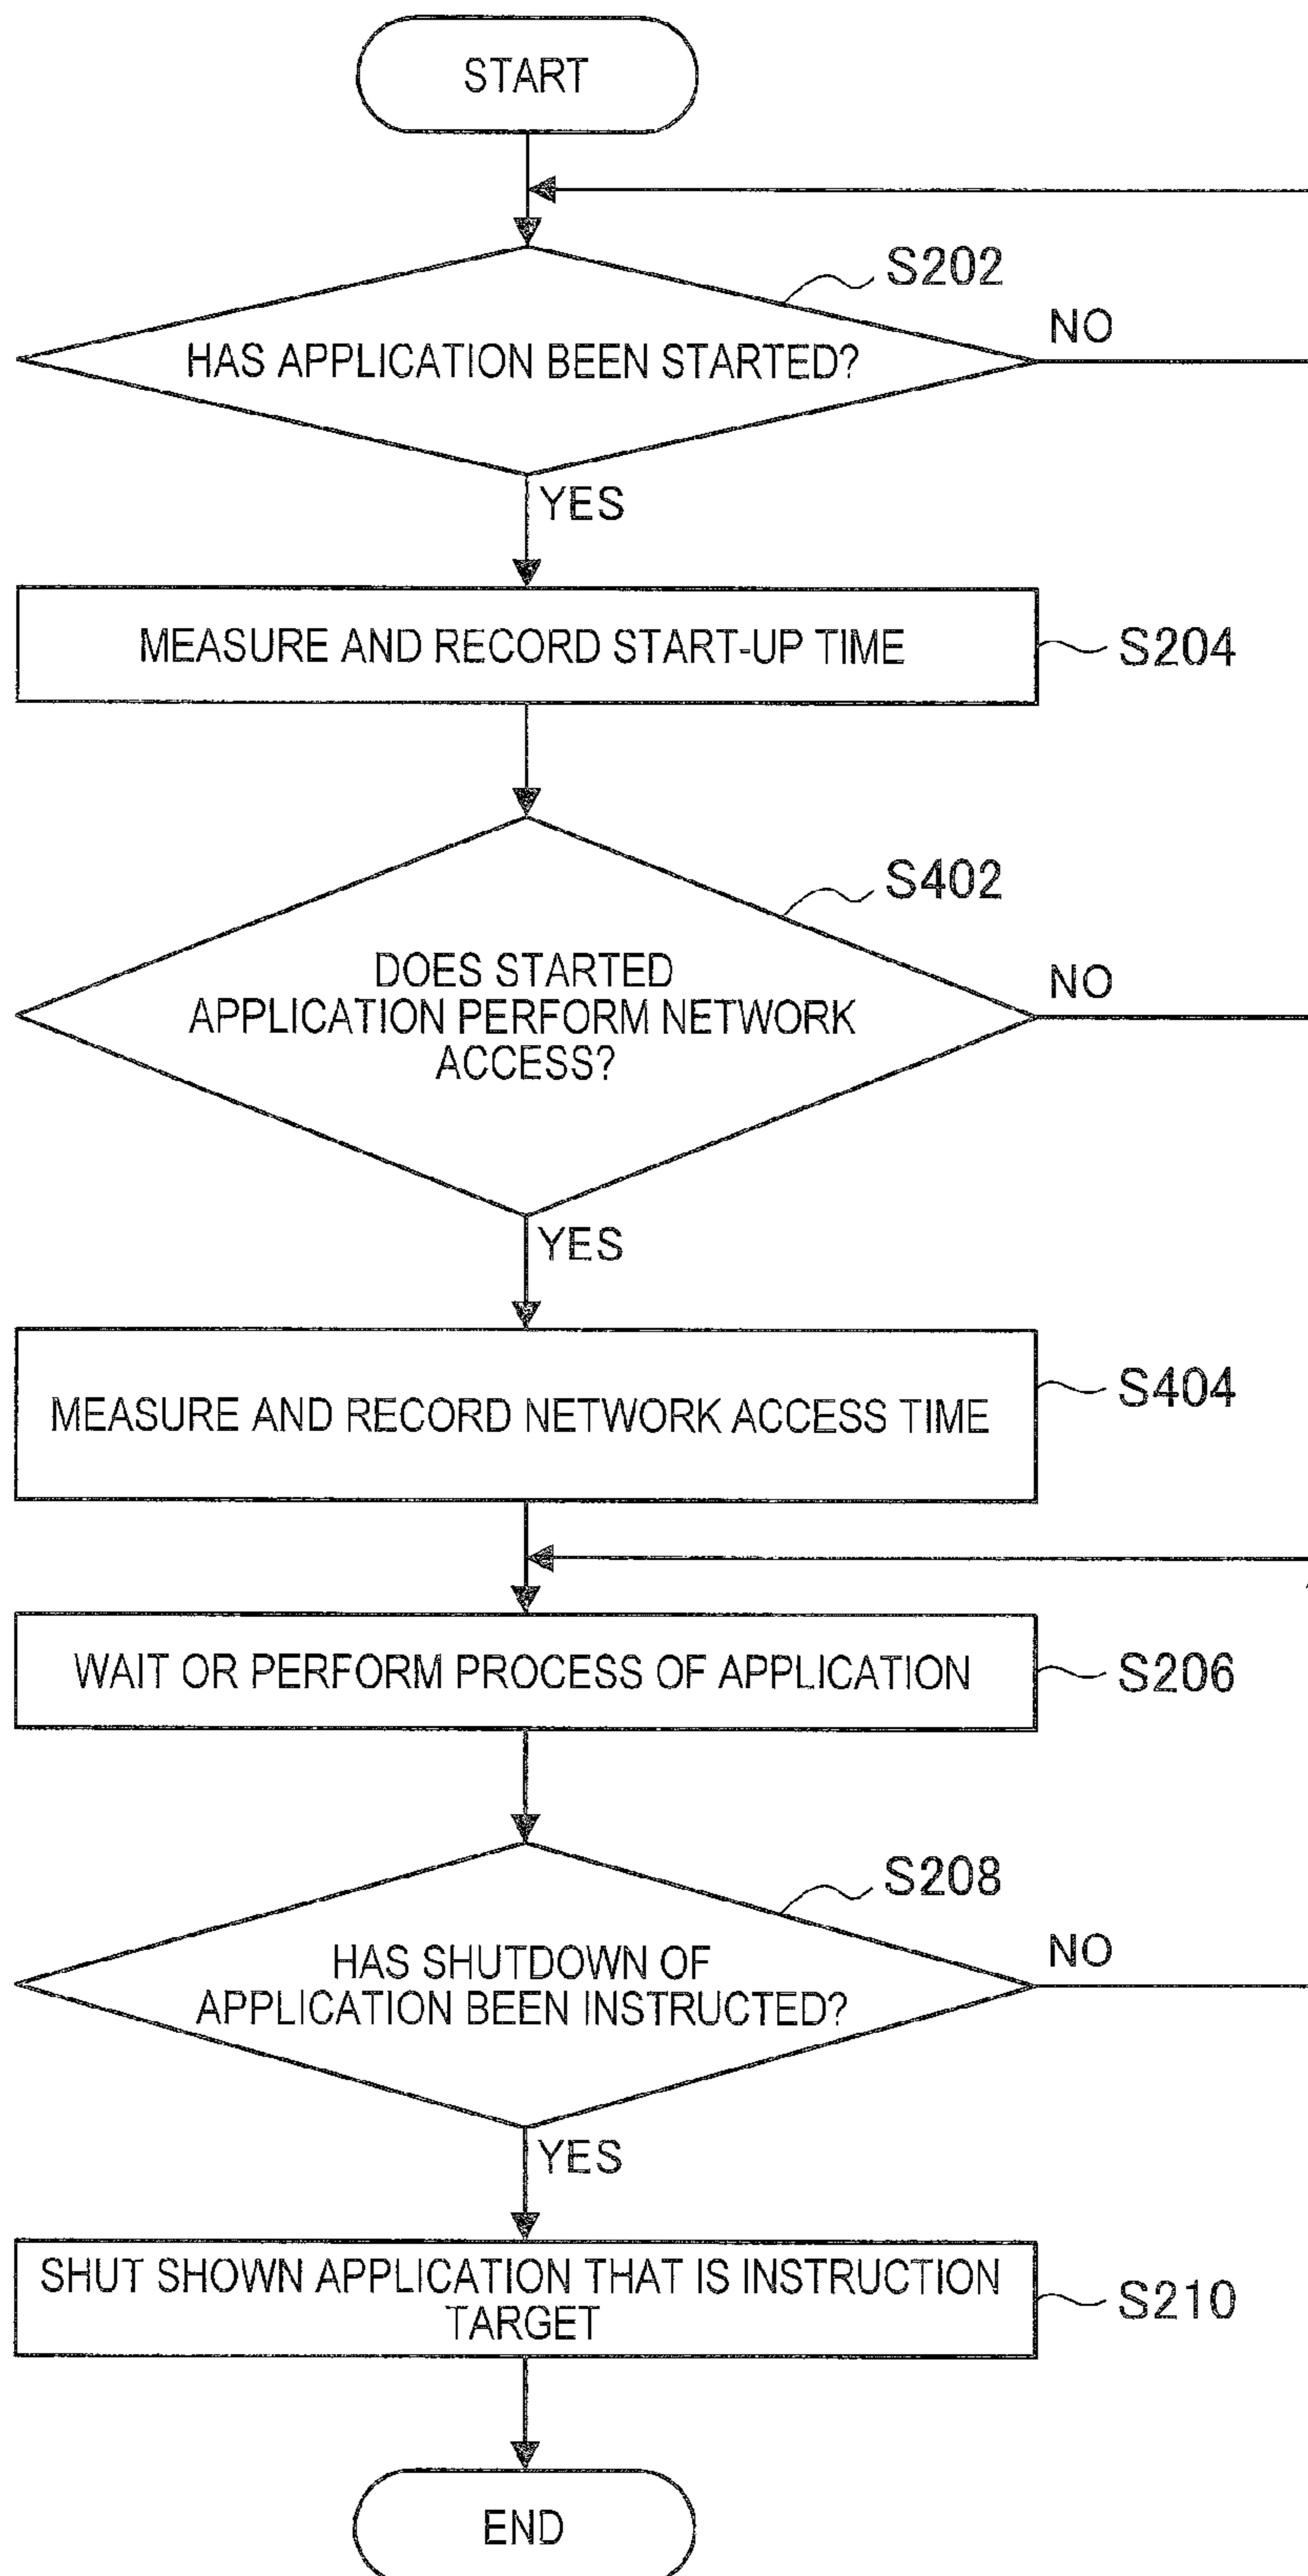 START
S202
HAS APPLICATION BEEN STARTED?
NO
YES
MEASURE AND RECORD START-UP TIME
S204
S402
DOES STARTED
APPLICATION PERFORM NETWORK
ACCESS?
NO
YES
MEASURE AND RECORD NETWORK ACCESS TIME
S404
WAIT OR PERFORM PROCESS OF APPLICATION
S206
S208
HAS SHUTDOWN OF
APPLICATION BEEN INSTRUCTED?
NO
YES
SHUT SHOWN APPLICATION THAT IS INSTRUCTION
TARGET
S210
END